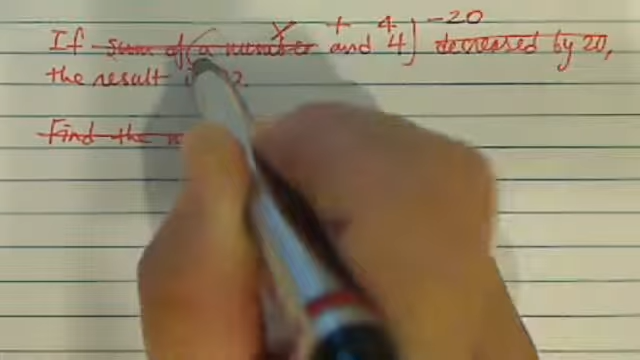 x + 4 -20
If sum of (a number and 4) decreased by 20,
the result
Find the